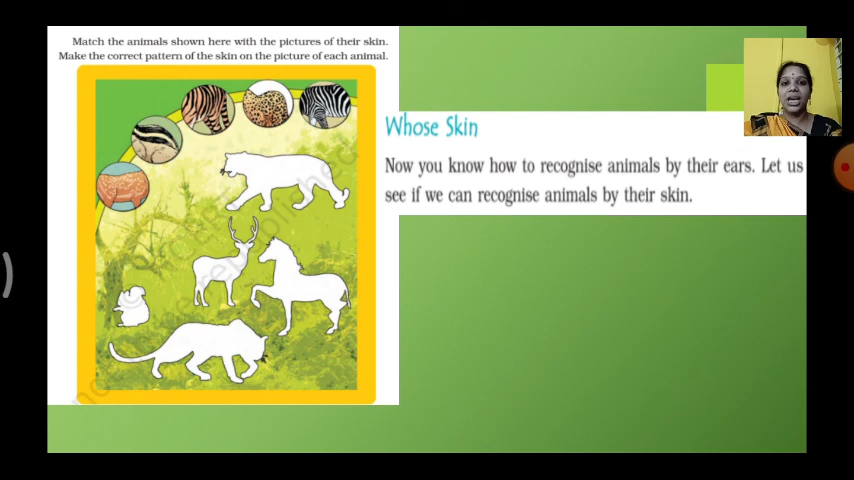 Match the animals shown here with the pictures of their skin.
Make the correct pattern of the skin on the picture of each animal.
Whose Skin
Now you know how to recognise animals by their ears. Let us
see if we can recognise animals by their skin.